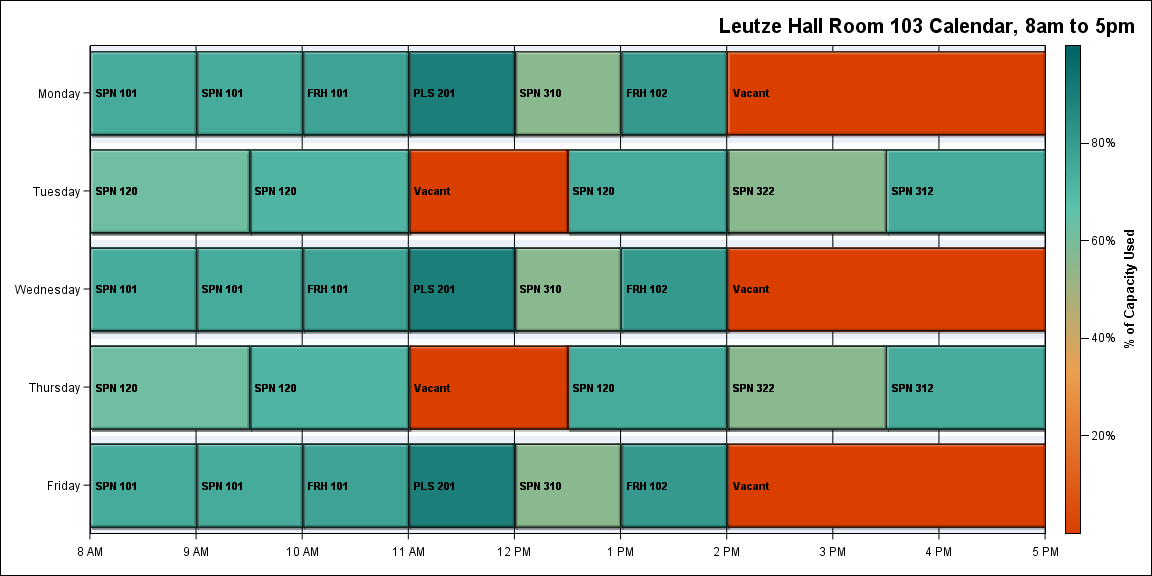 Leutze Hall Room 103 Calendar, 8am to 5pm
Monday
SPN 101
SPN 101
FRH 101
PLS 201
SPN 310
FRH 102
Vacant
Tuesday
SPN 120
SPN 120
Vacant
SPN 120
SPN 322
SPN 312
Wednesday
SPN 101
SPN 101
FRH 101
PLS 201
SPN 310
FRH 102
Vacant
Thursday
SPN 120
SPN 120
Vacant
SPN 120
SPN 322
SPN 312
Friday
SPN 101
SPN 101
FRH 101
PLS 201
SPN 310
FRH 102
Vacant
8 AM
9 AM
10 AM
11 AM
12 PM
1 PM
2 PM
3 PM
4 PM
5 PM
80%
60%
40%
20%
% of Capacity Used